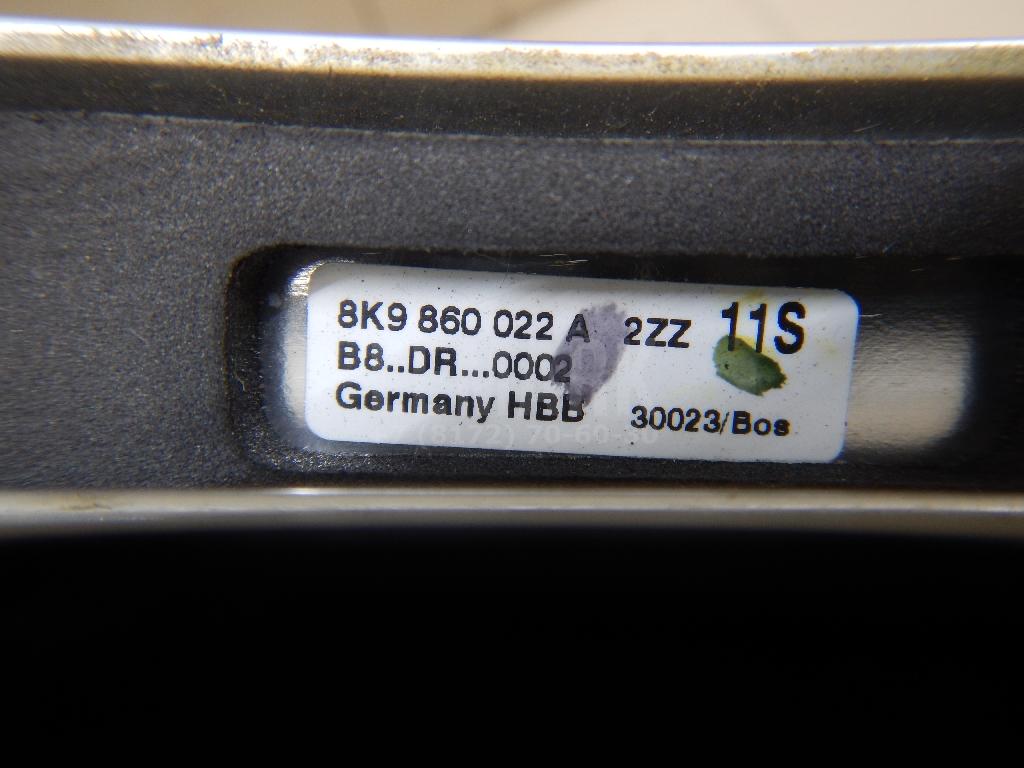 8K9 860 022 A 2ZZ 11S
B8..DR...0002
Germany HBB 30023/Bos